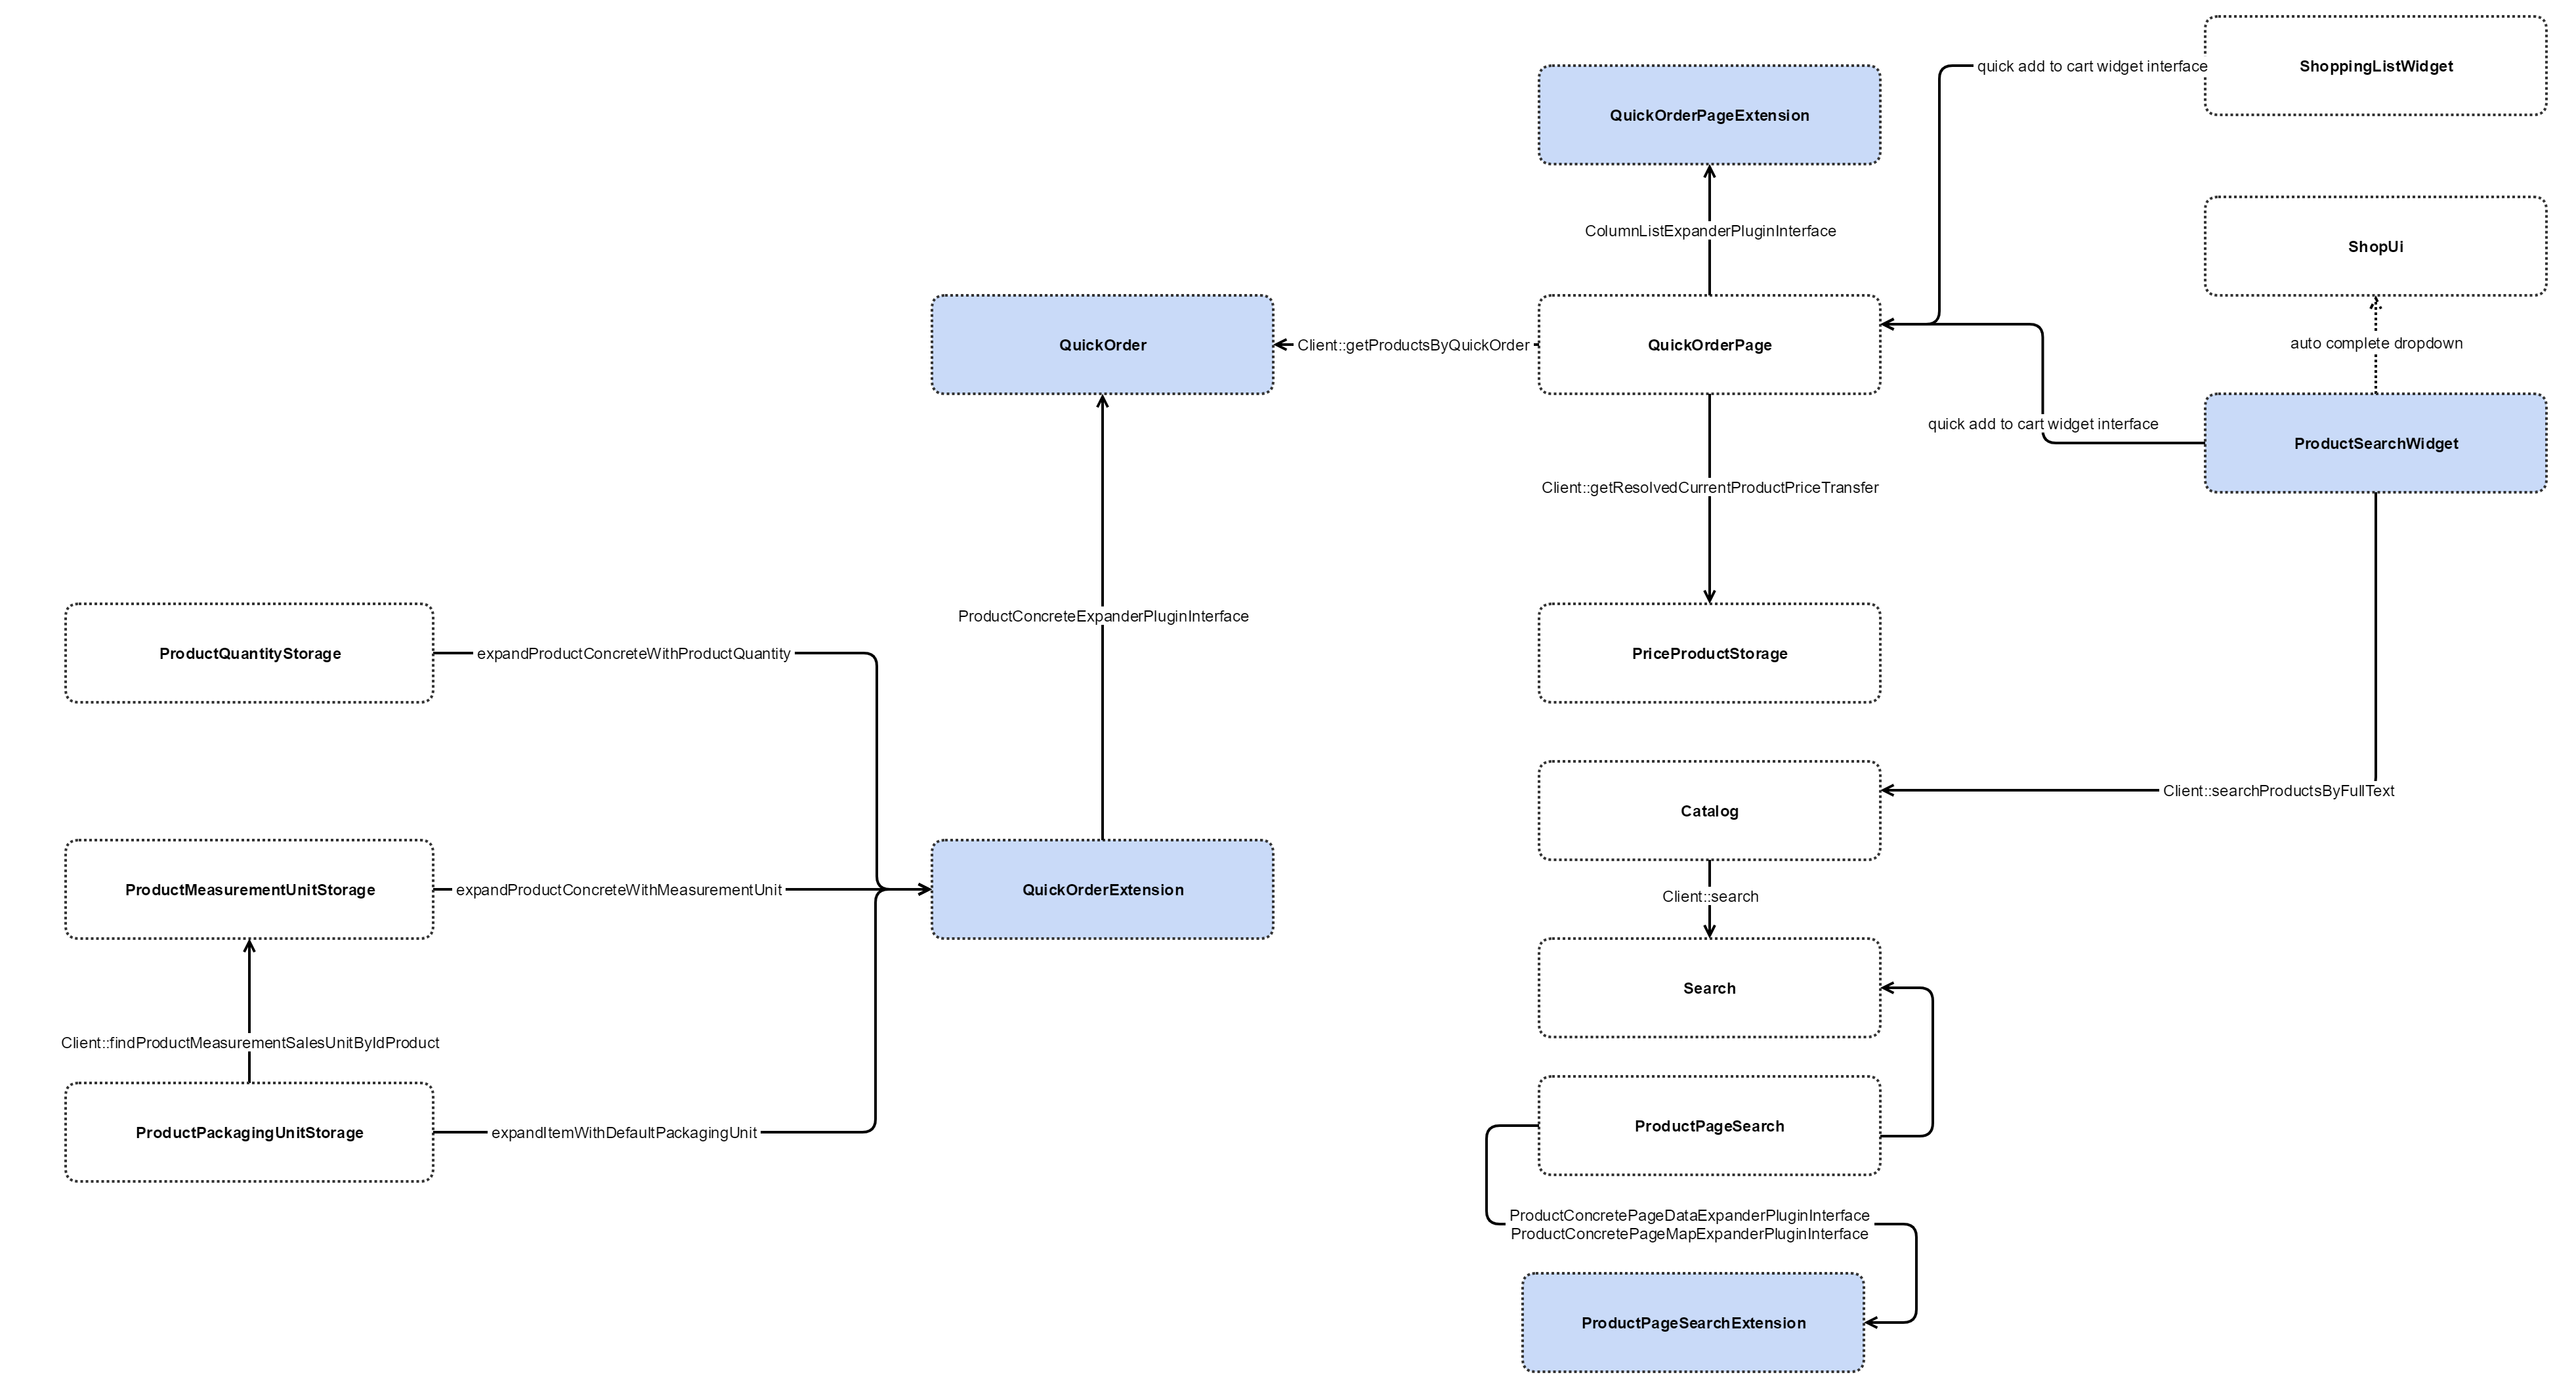 quick add to cart widget interface
ShoppingListWidget
QuickOrderPageExtension
ColumnListExpanderPluginInterface
ShopUi
auto complete dropdown
QuickOrder
Client::getProductsByQuickOrder
QuickOrderPage
quick add to cart widget interface
ProductSearchWidget
Client::getResolvedCurrentProductPriceTransfer
ProductConcreteExpanderPluginInterface
ProductQuantityStorage
expandProductConcreteWithProductQuantity
PriceProductStorage
Client::searchProductsByFullText
Catalog
ProductMeasurementUnitStorage
expandProductConcreteWithMeasurementUnit
QuickOrderExtension
Client::search
Search
Client::findProductMeasurementSalesUnitByIdProduct
ProductPackagingUnitStorage
expandItemWithDefaultPackagingUnit
ProductPageSearch
ProductConcretePageDataExpanderPluginInterface
ProductConcretePageMapExpanderPluginInterface
ProductPageSearchExtension